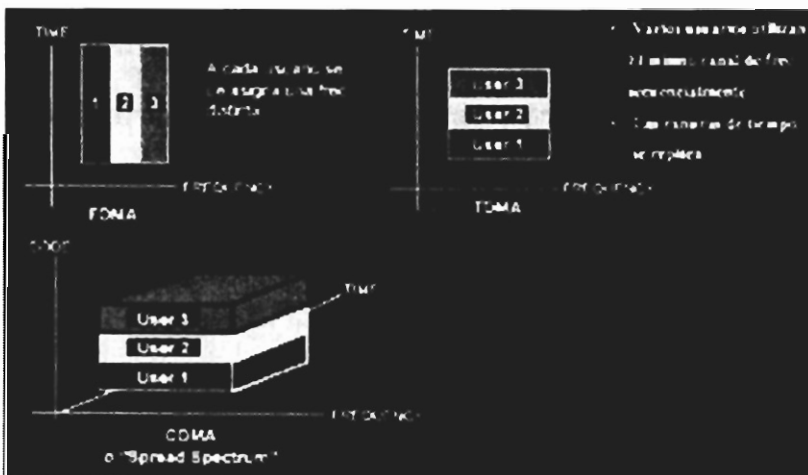 TIME
1 2 3
A cada usuario se
le asigna una frec
distinta
FREQUENCY
FDMA
TIME
User 3
User 2
User 1
FREQUENCY
TDMA
• Varios usuarios utilizan
El mismo canal de frec
secuencialmente
• Las ranuras de tiempo
se repiten
CODE
TIME
User 3
User 2
User 1
FREQUENCY
CDMA
o "Spread Spectrum"